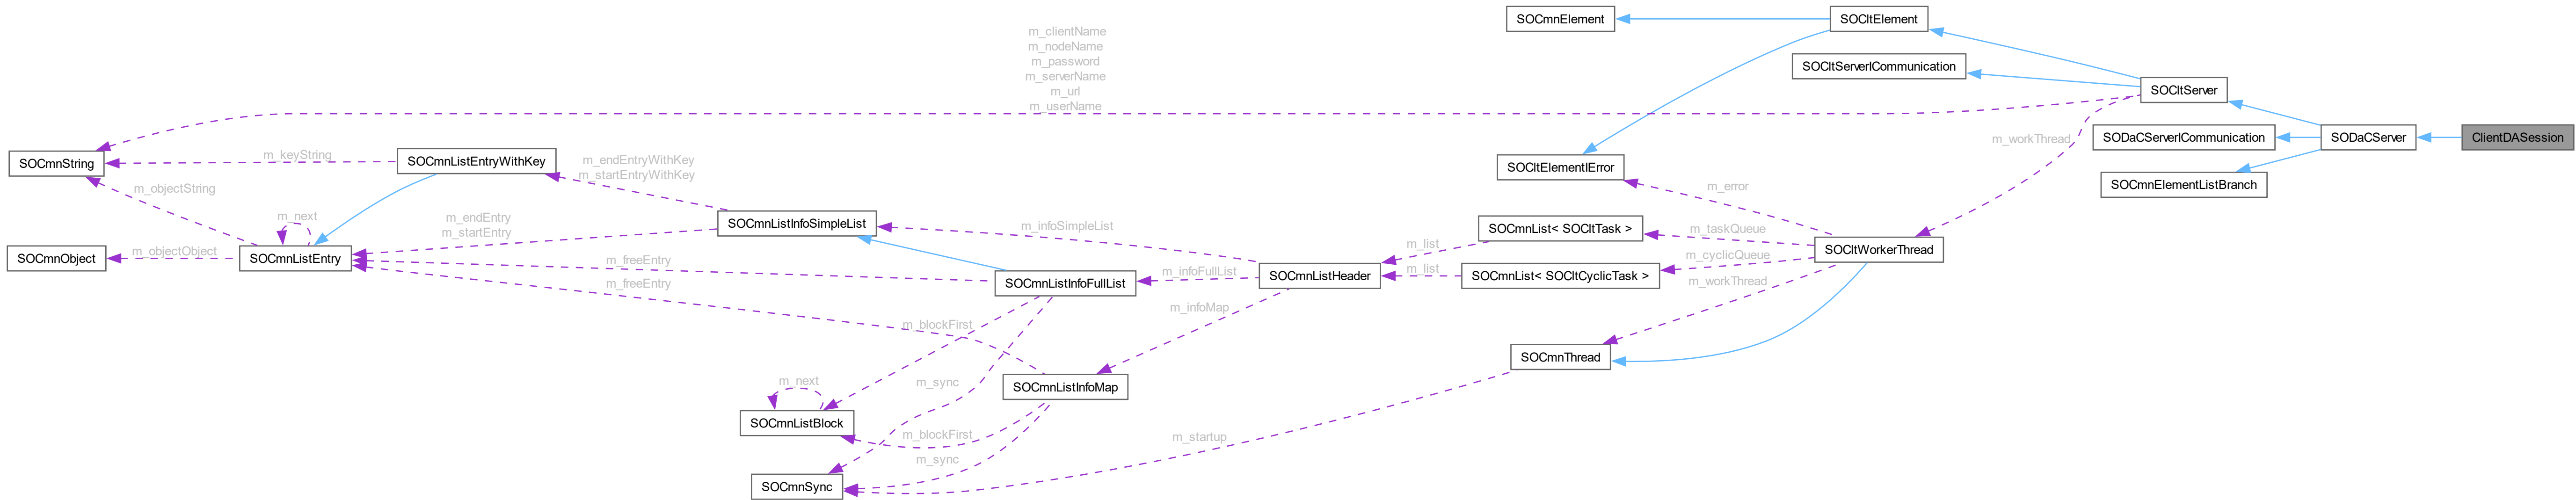 SOCmnElement
SOCltElement
m_clientName
m_nodeName
m_password
m_serverName
m_url
m_userName
SOCltServerICommunication
SOCltServer
SOCmnString
m_keyString
SOCmnListEntryWithKey
m_endEntryWithKey
m_startEntryWithKey
SOCltElementIError
m_workThread
SODaCServerICommunication
SODaCServer
ClientDASession
SOCmnElementListBranch
m_objectString
m_error
m_next
m_endEntry
m_startEntry
SOCmnListInfoSimpleList
m_infoSimpleList
SOCmnList< SOCltTask >
m_taskQueue
SOCmnObject
m_objectObject
SOCmnListEntry
m_freeEntry
m_freeEntry
SOCmnListInfoFullList
m_infoFullList
SOCmnListHeader
m_list
m_list
SOCmnList< SOCltCyclicTask >
m_cyclicQueue
m_workThread
SOCltWorkerThread
m_infoMap
m_blockFirst
SOCmnThread
m_next
m_sync
SOCmnListInfoMap
SOCmnListBlock
m_blockFirst
m_startup
m_sync
SOCmnSync